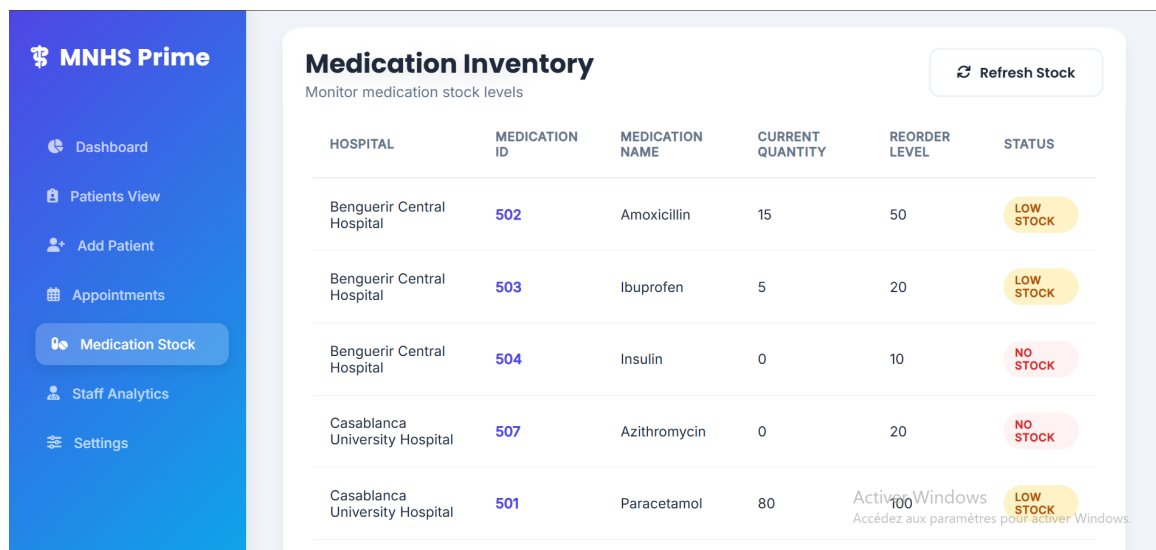 MNHS Prime
Dashboard
Patients View
Add Patient
Appointments
Medication Stock
Staff Analytics
Settings
Medication Inventory
Monitor medication stock levels
Refresh Stock
HOSPITAL
MEDICATION
ID
MEDICATION
NAME
CURRENT
QUANTITY
REORDER
LEVEL
STATUS
Benguerir Central
Hospital
502
Amoxicillin
15
50
LOW
STOCK
Benguerir Central
Hospital
503
Ibuprofen
5
20
LOW
STOCK
Benguerir Central
Hospital
504
Insulin
0
10
NO
STOCK
Casablanca
University Hospital
507
Azithromycin
0
20
NO
STOCK
Casablanca
University Hospital
501
Paracetamol
80
100
LOW
STOCK
Activer Windows
Accédez aux paramètres pour activer Windows.